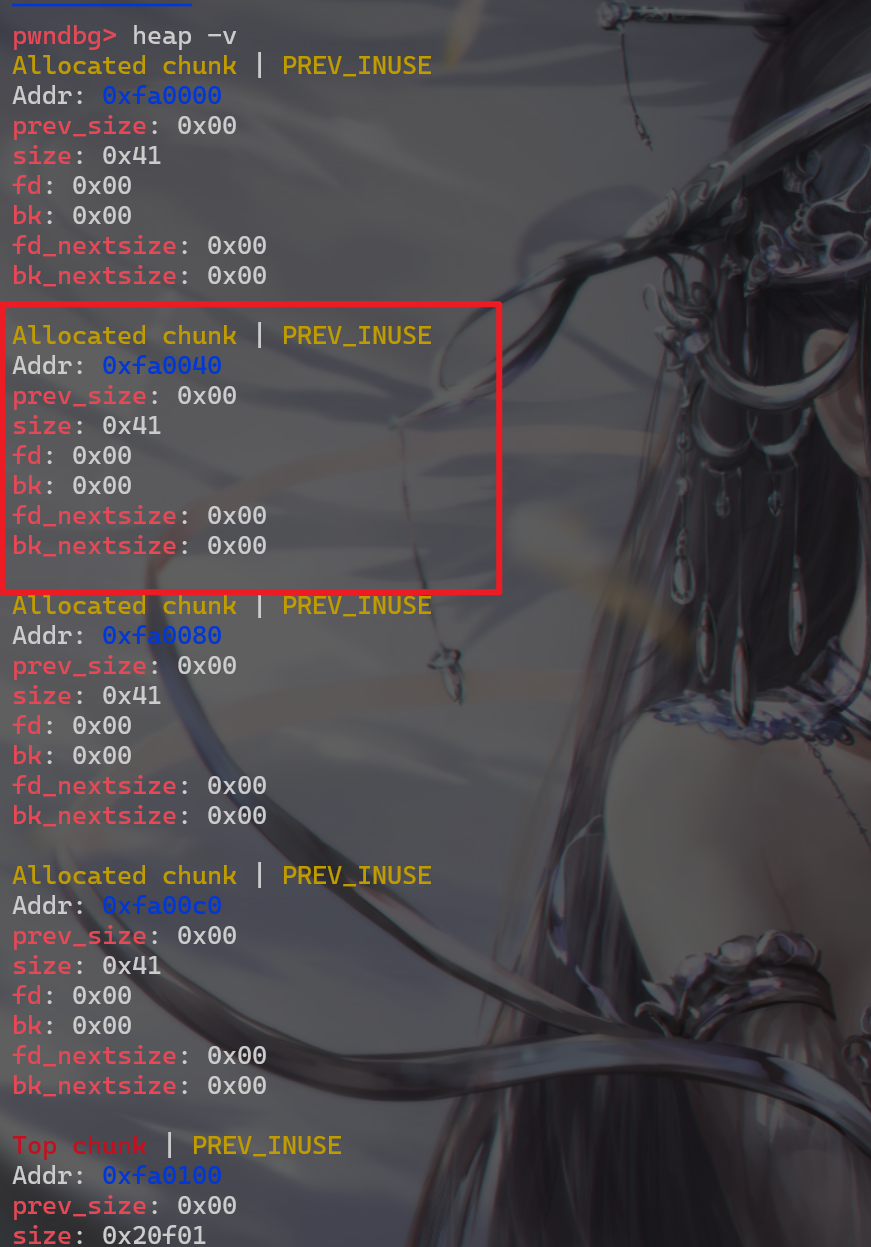 pwndbg> heap -v
Allocated chunk | PREV_INUSE
Addr: 0xfa0000
prev_size: 0x00
size: 0x41
fd: 0x00
bk: 0x00
fd_nextsize: 0x00
bk_nextsize: 0x00
Allocated chunk | PREV_INUSE
Addr: 0xfa0040
prev_size: 0x00
size: 0x41
fd: 0x00
bk: 0x00
fd_nextsize: 0x00
bk_nextsize: 0x00
Allocated chunk | PREV_INUSE
Addr: 0xfa0080
prev_size: 0x00
size: 0x41
fd: 0x00
bk: 0x00
fd_nextsize: 0x00
bk_nextsize: 0x00
Allocated chunk | PREV_INUSE
Addr: 0xfa00c0
prev_size: 0x00
size: 0x41
fd: 0x00
bk: 0x00
fd_nextsize: 0x00
bk_nextsize: 0x00
Top chunk | PREV_INUSE
Addr: 0xfa0100
prev_size: 0x00
size: 0x20f01